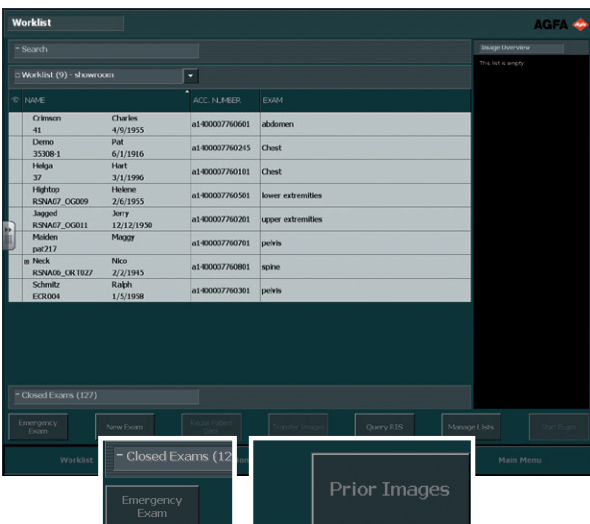 Worklist
AGFA
Search
Image Overview
This list is empty.
Worklist (9) - showroom
NAME ACC. NUMBER EXAM
Crimson Charles a1400007760601 abdomen
41 4/9/1955
Demo Pat a1400007760245 Chest
35308-1 6/1/1916
Helga Hart a1400007760101 Chest
37 3/1/1996
Hightop Helene a1400007760501 lower extremities
RSNA07_OG009 2/6/1955
Jagged Jerry a1400007760201 upper extremities
RSNA07_OG011 12/12/1950
Maiden Maggy a1400007760701 pelvis
pat217
Neck Nico a1400007760801 spine
RSNA06_ORT027 2/2/1945
Schmitz Ralph a1400007760301 pelvis
ECR004 1/5/1958
Closed Exams (127)
Emergency Exam
New Exam
Transfer Images
Query RIS
Manage Lists
Start Exam
Worklist
Main Menu
Closed Exams (12
Emergency
Exam
Prior Images